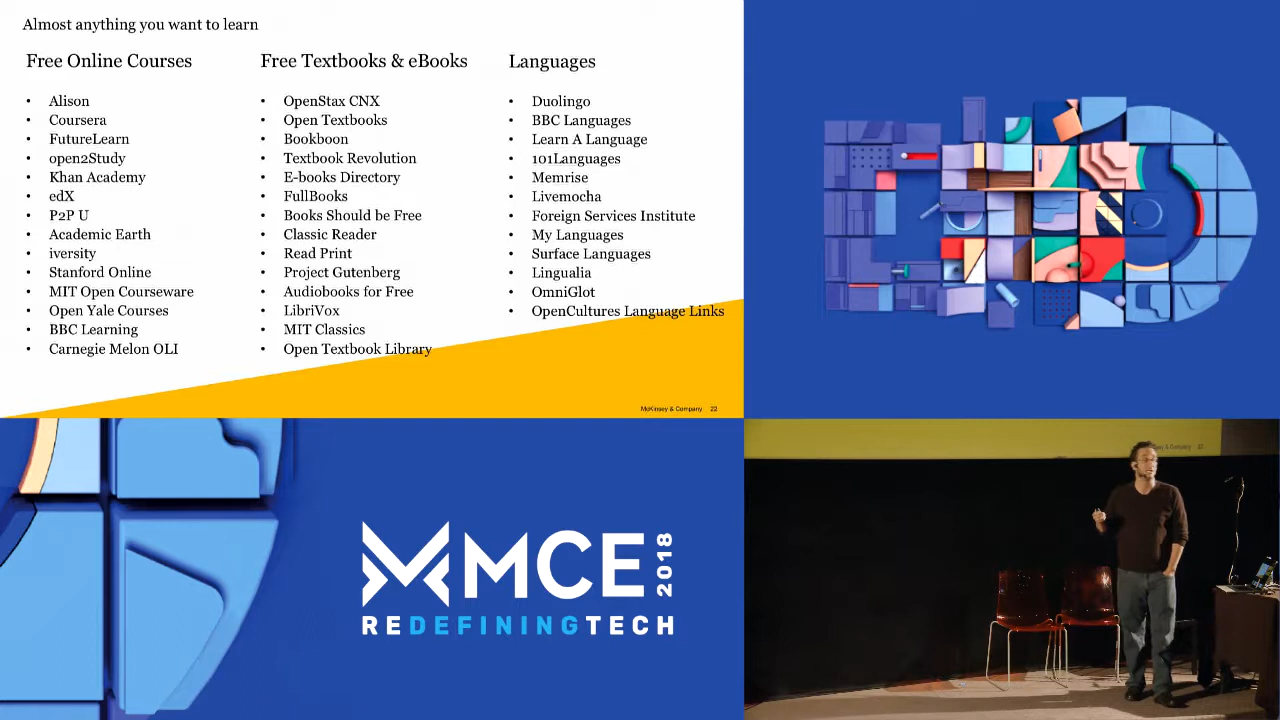 Almost anything you want to learn
Free Online Courses
• Alison
• Coursera
• FutureLearn
• open2Study
• Khan Academy
• edX
• P2P U
• Academic Earth
• iversity
• Stanford Online
• MIT Open Courseware
• Open Yale Courses
• BBC Learning
• Carnegie Melon OLI
Free Textbooks & eBooks
• OpenStax CNX
• Open Textbooks
• Bookboon
• Textbook Revolution
• E-books Directory
• FullBooks
• Books Should be Free
• Classic Reader
• Read Print
• Project Gutenberg
• Audiobooks for Free
• LibriVox
• MIT Classics
• Open Textbook Library
Languages
• Duolingo
• BBC Languages
• Learn A Language
• 101Languages
• Memrise
• Livemocha
• Foreign Services Institute
• My Languages
• Surface Languages
• Lingualia
• OmniGlot
• OpenCultures Language Links
McKinsey & Company 22
MCE 2018
REDEFININGTECH